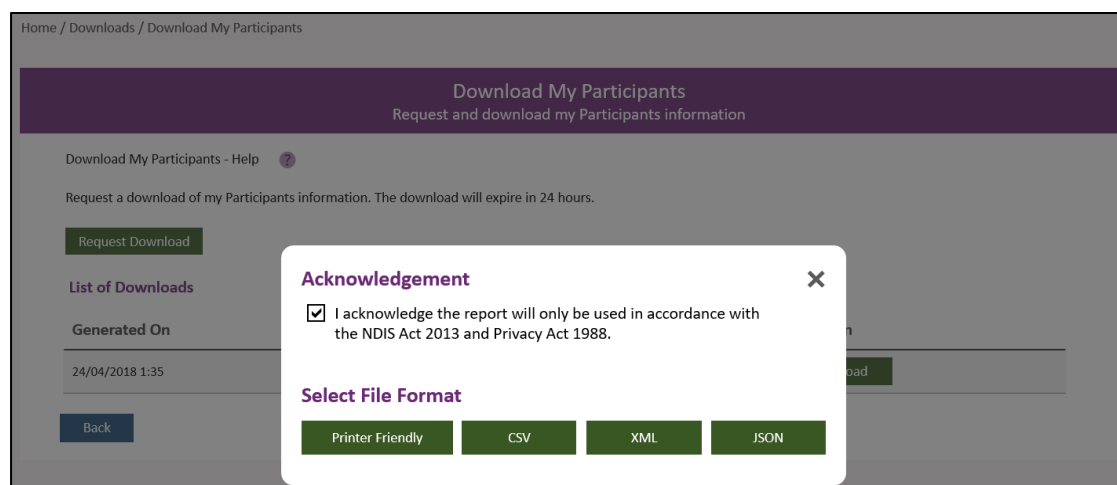 Home / Downloads / Download My Participants
Download My Participants
Request and download my Participants information
Download My Participants - Help ?
Request a download of my Participants information. The download will expire in 24 hours.
Request Download
List of Downloads
Generated On
24/04/2018 1:35
Back
Acknowledgement
I acknowledge the report will only be used in accordance with
the NDIS Act 2013 and Privacy Act 1988.
Select File Format
Printer Friendly CSV XML JSON